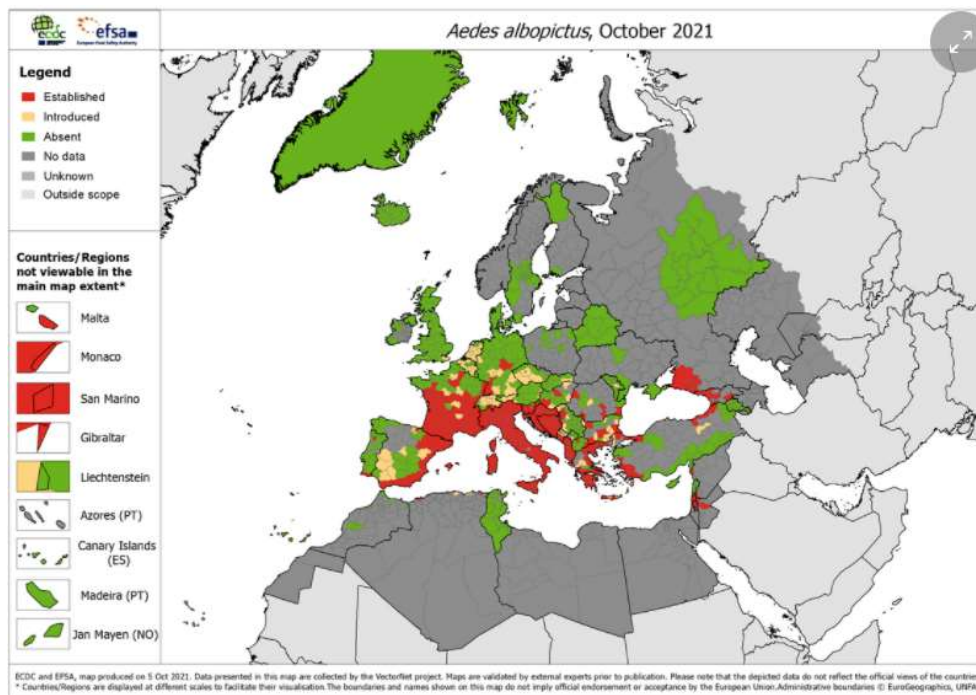 ecdc
efsa
European Food Safety Authority
Aedes albopictus, October 2021
Legend
Established
Introduced
Absent
No data
Unknown
Outside scope
Countries/Regions
not viewable in the
main map extent*
Malta
Monaco
San Marino
Gibraltar
Liechtenstein
Azores (PT)
Canary Islands
(ES)
Madeira (PT)
Jan Mayen (NO)
ECDC and EFSA, map produced on 5 Oct 2021. Data presented in this map are collected by the VectorNet project. Maps are validated by external experts prior to publication. Please note that the depicted data do not reflect the official views of the countrie
* Countries/Regions are displayed at different scales to facilitate their visualisation. The boundaries and names shown on this map do not imply official endorsement or acceptance by the European Union. Administrative boundaries © EuroGeographics, UN